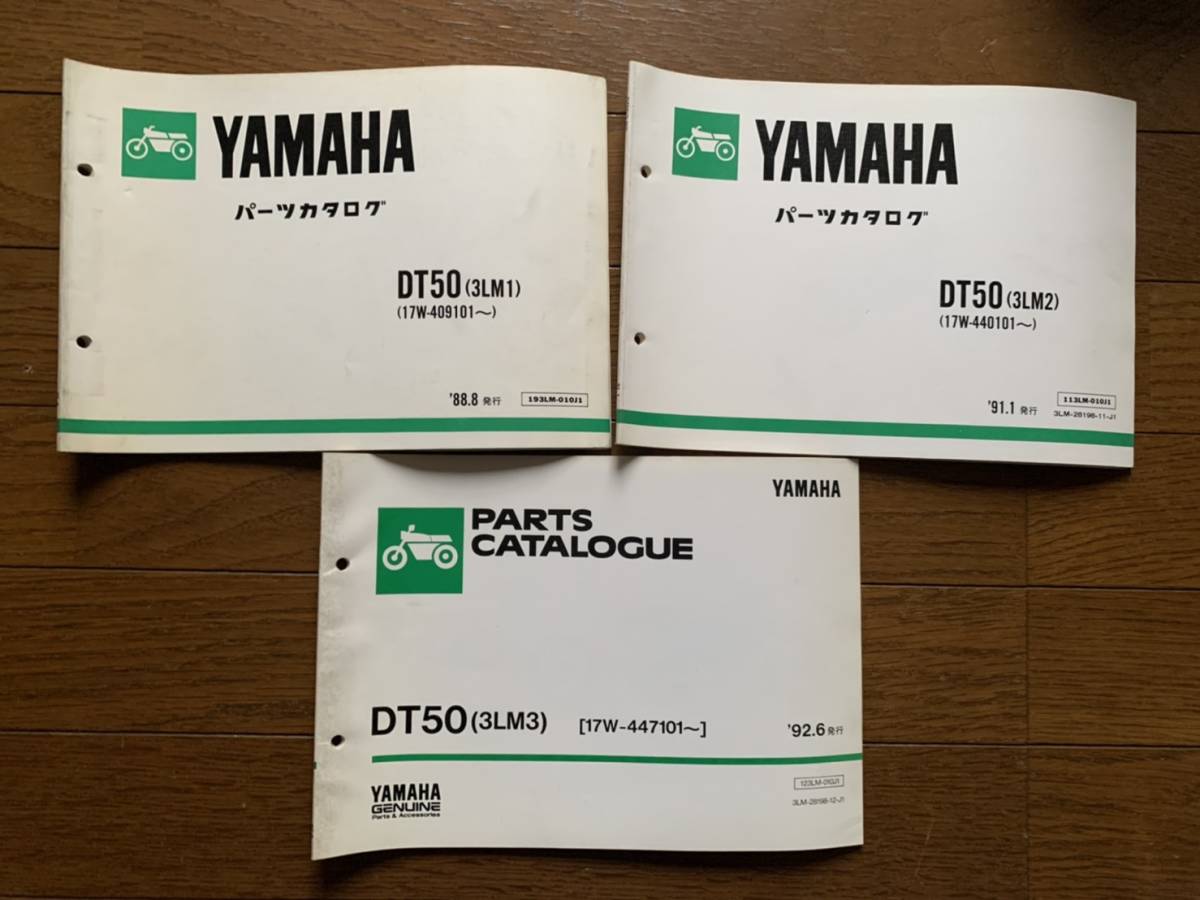 YAMAHA
パーツカタログ
DT50 (3LM1)
(17W-409101～)
'88.8 発行
193LM-010J1
YAMAHA
パーツカタログ
DT50 (3LM2)
(17W-440101～)
'91.1 発行
113LM-010J1
3LM-28198-11-J1
YAMAHA
PARTS
CATALOGUE
DT50 (3LM3) [17W-447101～] '92.6 発行
123LM-010J1
3LM-28198-12-J1
YAMAHA
GENUINE
Parts & Accessories